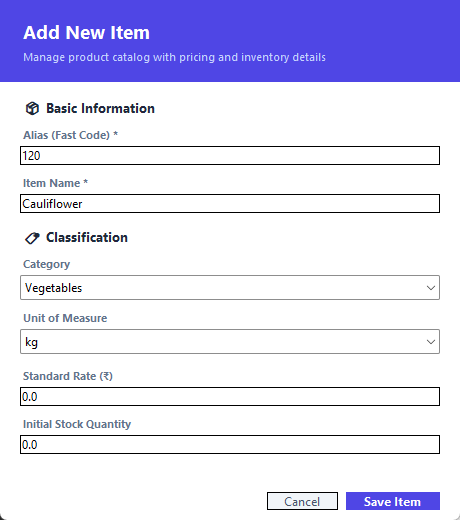 Add New Item
Manage product catalog with pricing and inventory details
Basic Information
Alias (Fast Code) *
120
Item Name *
Cauliflower
Classification
Category
Vegetables
Unit of Measure
kg
Standard Rate (₹)
0.0
Initial Stock Quantity
0.0
Cancel Save Item